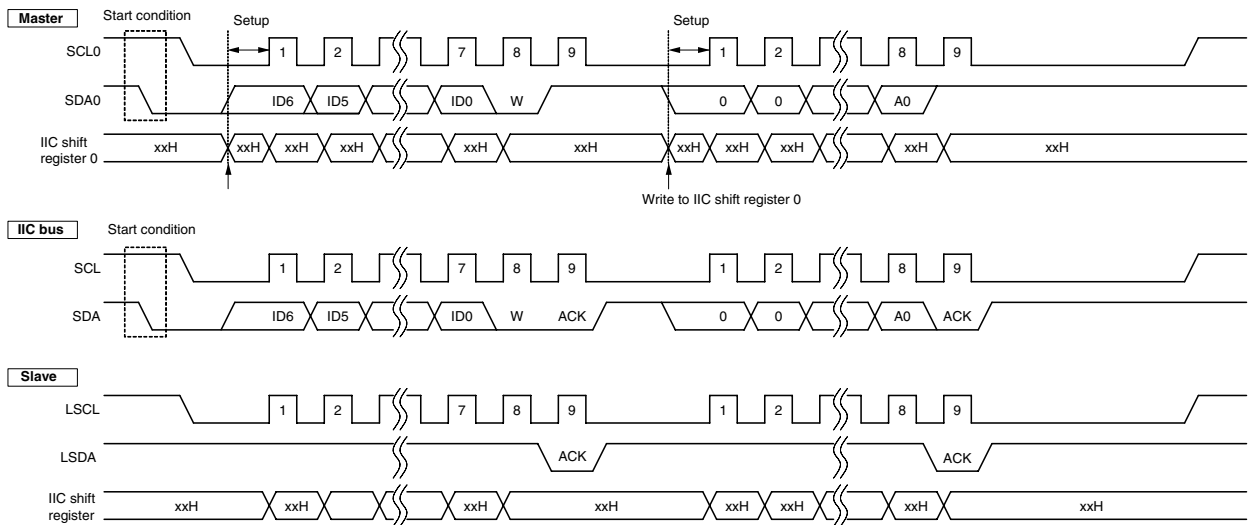 Master Start condition
Setup Setup
SCL0 1 2 7 8 9 1 2 8 9
SDA0 ID6 ID5 ID0 W 0 0 A0
IIC shift
register 0 xxH xxH xxH xxH xxH xxH xxH xxH xxH xxH xxH
Write to IIC shift register 0
IIC bus Start condition
SCL 1 2 7 8 9 1 2 8 9
SDA ID6 ID5 ID0 W ACK 0 0 A0 ACK
Slave
LSCL 1 2 7 8 9 1 2 8 9
LSDA ACK ACK
IIC shift
register xxH xxH xxH xxH xxH xxH xxH xxH